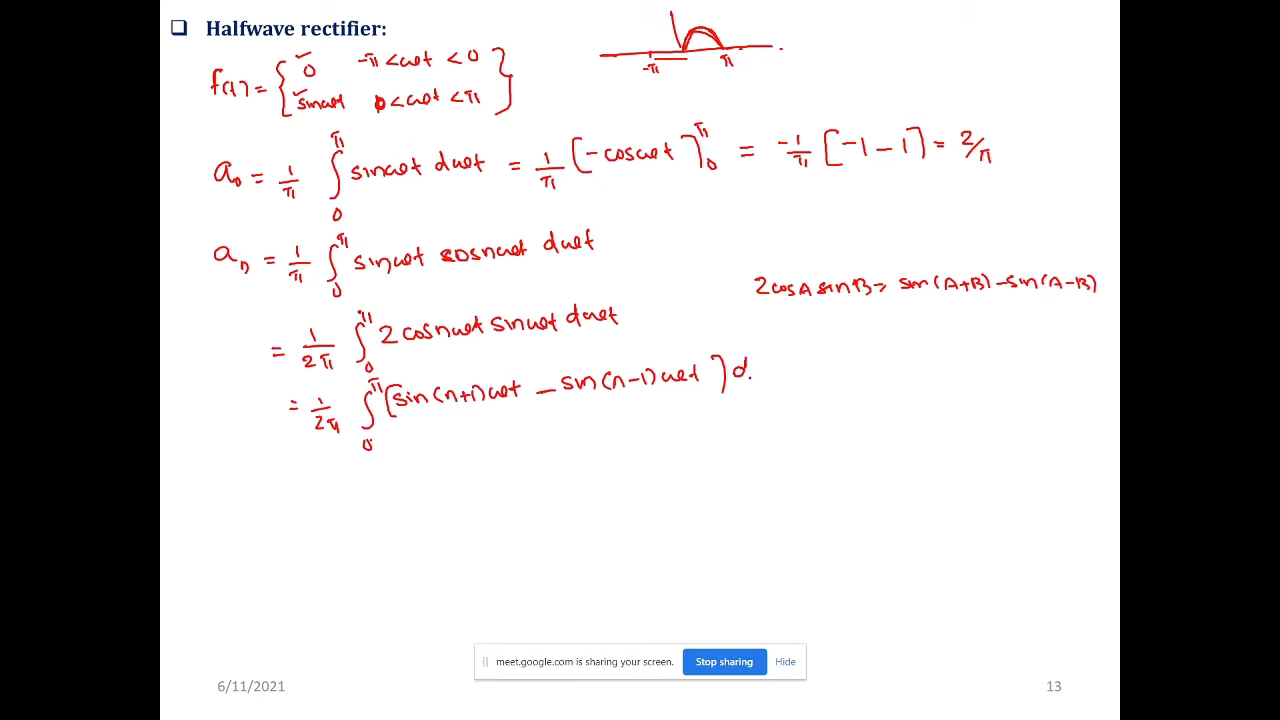 ❑ Halfwave rectifier:
f(t) = { 0 -π < ωt < 0
sinωt 0 < ωt < π }
-π π
a₀ = 1/π ∫₀^π sinωt dωt = 1/π [-cosωt]₀^π = -1/π [-1 - 1] = 2/π
aₙ = 1/π ∫₀^π sinωt cosnωt dωt
2cosA sinB = sin(A+B) - sin(A-B)
= 1/2π ∫₀^π 2 cosnωt sinωt dωt
= 1/2π ∫₀^π [sin(n+1)ωt - sin(n-1)ωt] d
meet.google.com is sharing your screen. Stop sharing Hide
6/11/2021 13